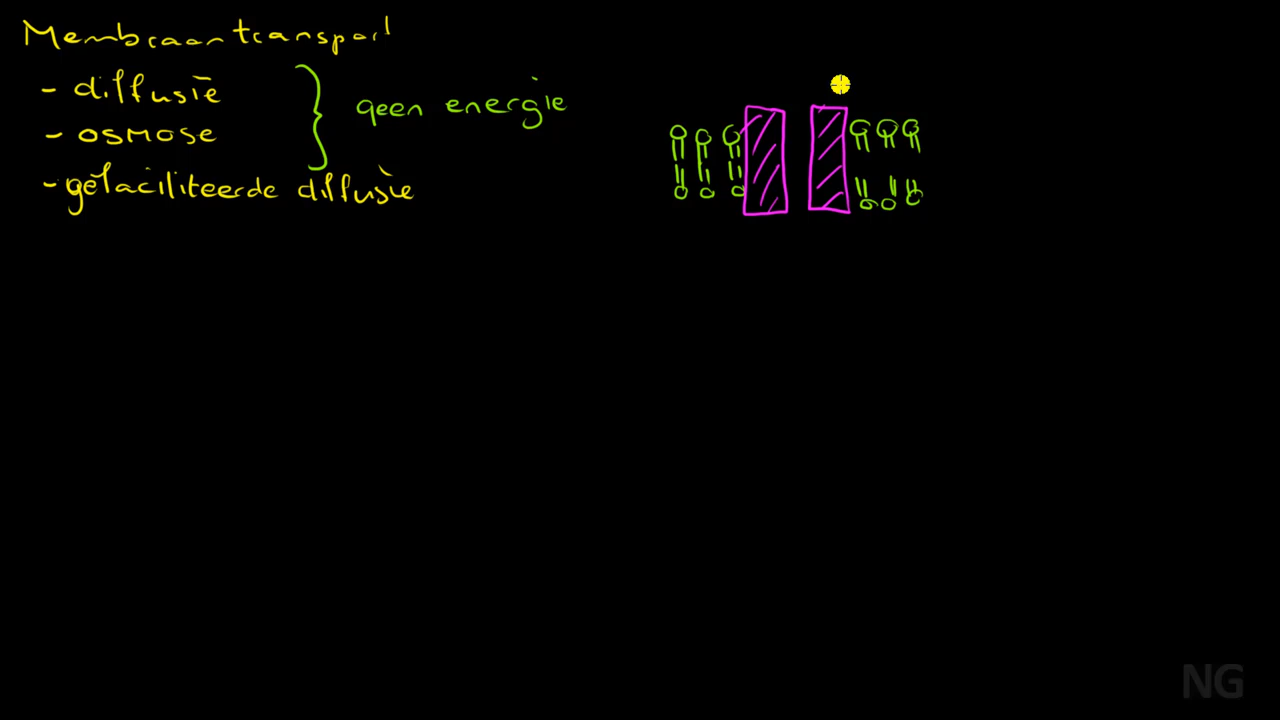 Membraantransport
- diffusie
- osmose
geen energie
- gefaciliteerde diffusie
NG